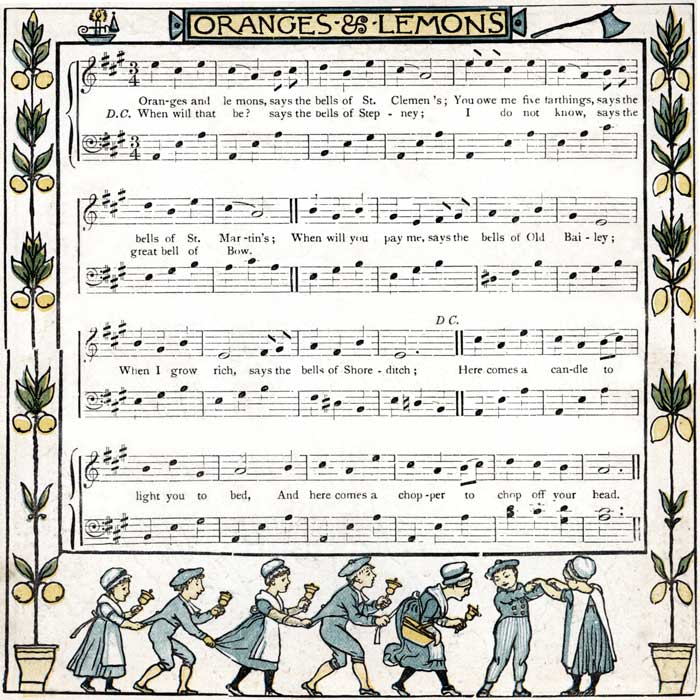 ORANGES·&·LEMONS
Oran-ges and le mons, says the bells of St. Clemen's; You owe me five farthings, says the
D.C. When will that be? says the bells of Step - ney; I do not know, says the
bells of St. Mar-tin's; When will you pay me, says the bells of Old Bai-ley;
great bell of Bow.
D C.
When I grow rich, says the bells of Shore - ditch; Here comes a can-dle to
light you to bed, And here comes a chop-per to chop off your head.